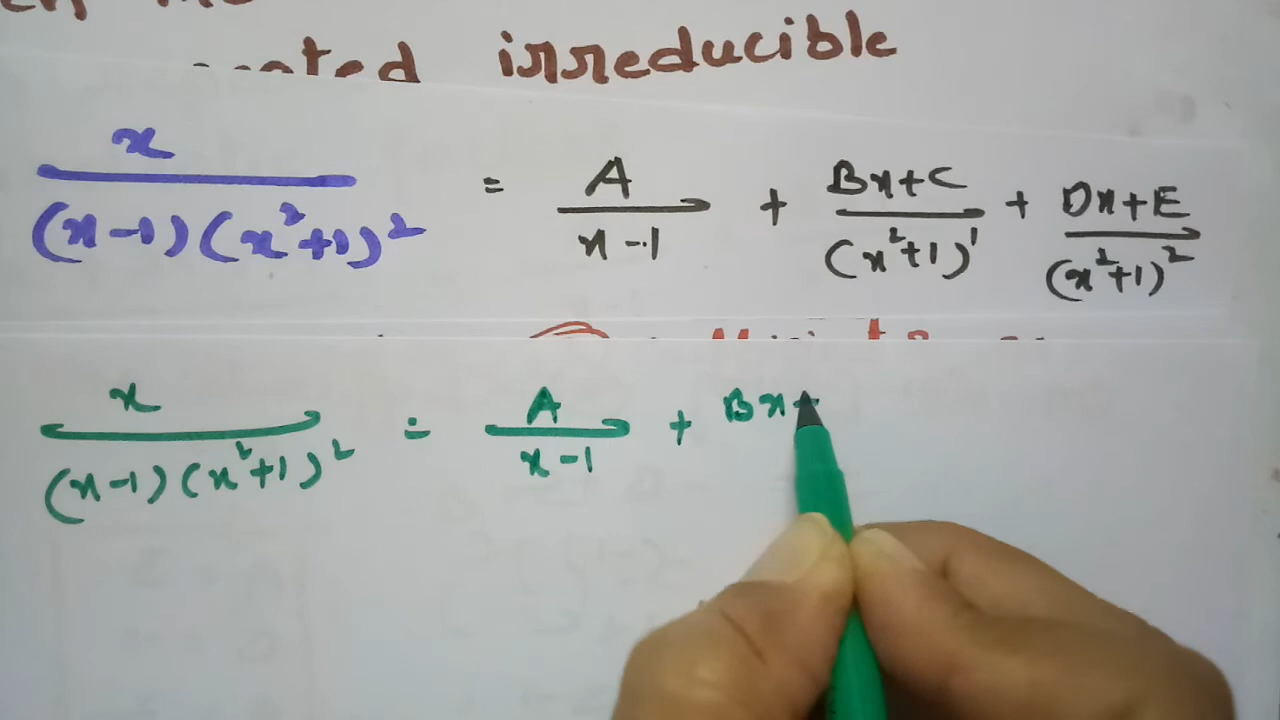 irreducible
x/((x-1)(x²+1)²) = A/(x-1) + (Bx+C)/(x²+1)¹ + (Dx+E)/(x²+1)²
x/((x-1)(x²+1)²) = A/(x-1) + Bx+